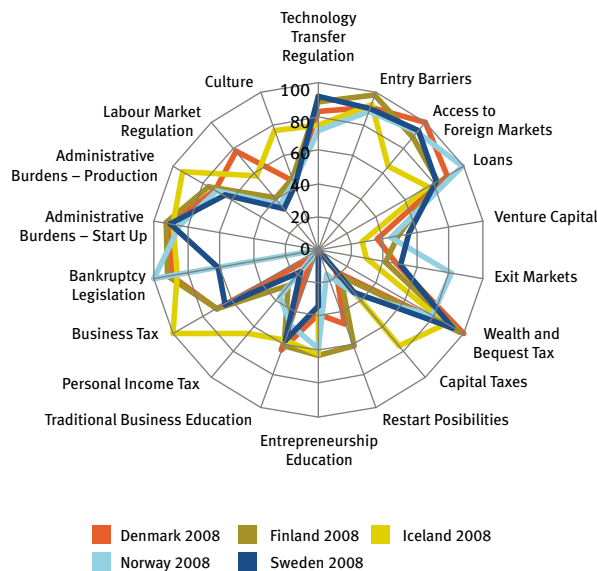 Technology
Transfer
Regulation
Entry Barriers
Access to
Foreign Markets
Loans
Venture Capital
Exit Markets
Wealth and
Bequest Tax
Capital Taxes
Restart Posibilities
Entrepreneurship
Education
Traditional Business Education
Personal Income Tax
Business Tax
Bankruptcy
Legislation
Administrative
Burdens – Start Up
Administrative
Burdens – Production
Labour Market
Regulation
Culture
100
80
60
40
20
0
Denmark 2008
Finland 2008
Iceland 2008
Norway 2008
Sweden 2008